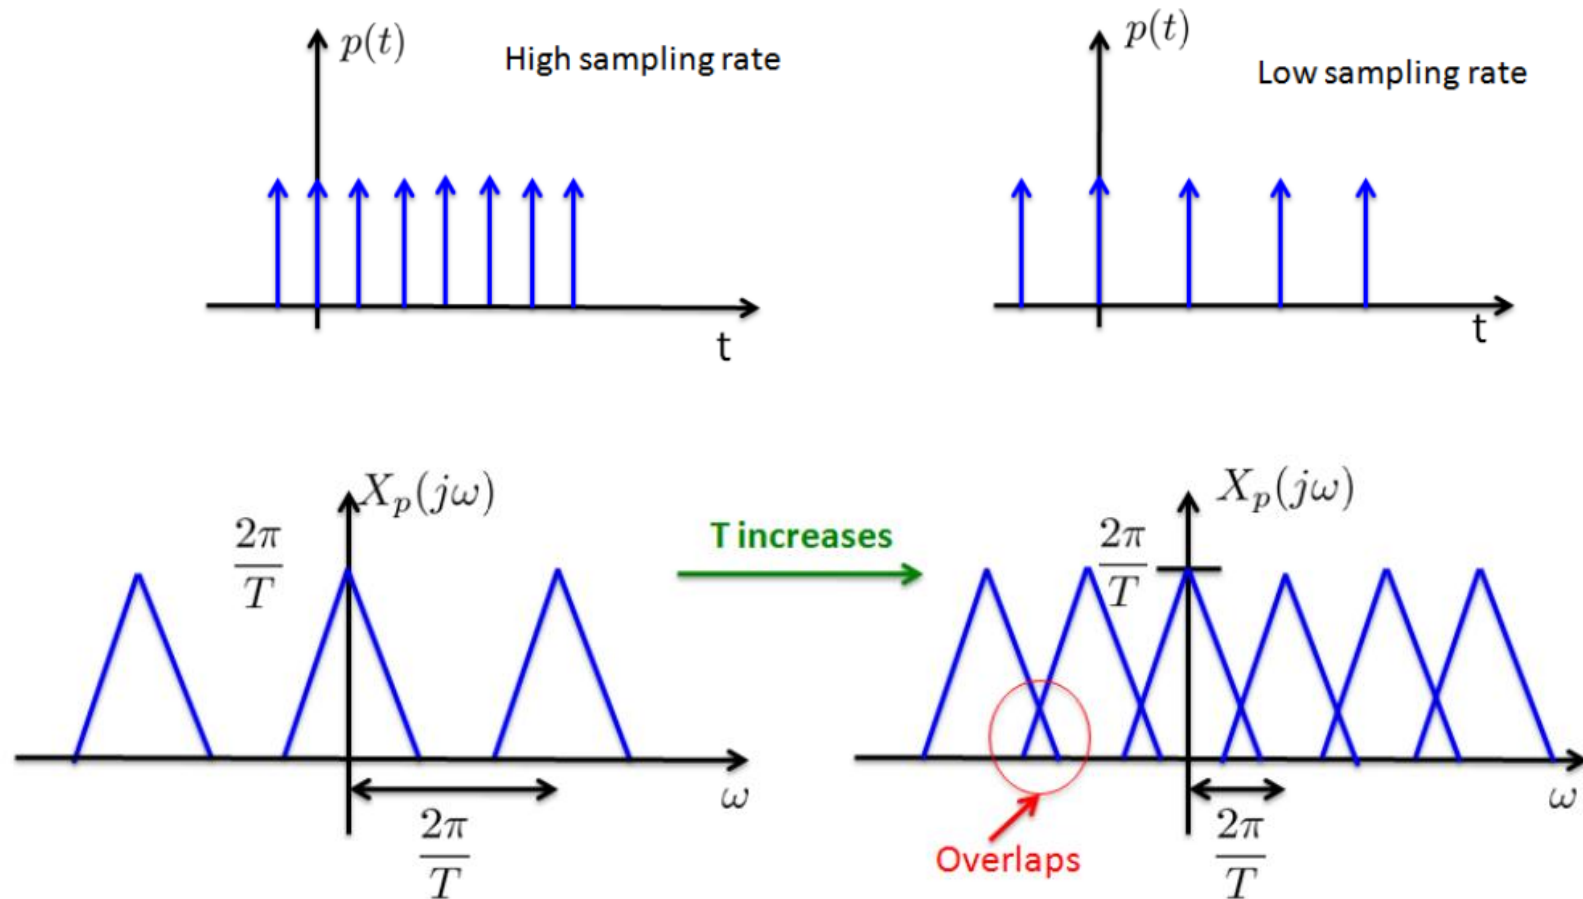 p(t)
High sampling rate
t
p(t)
Low sampling rate
t
X_p(jω)
2π
T
2π
T
ω
T increases
X_p(jω)
2π
T
2π
T
ω
Overlaps